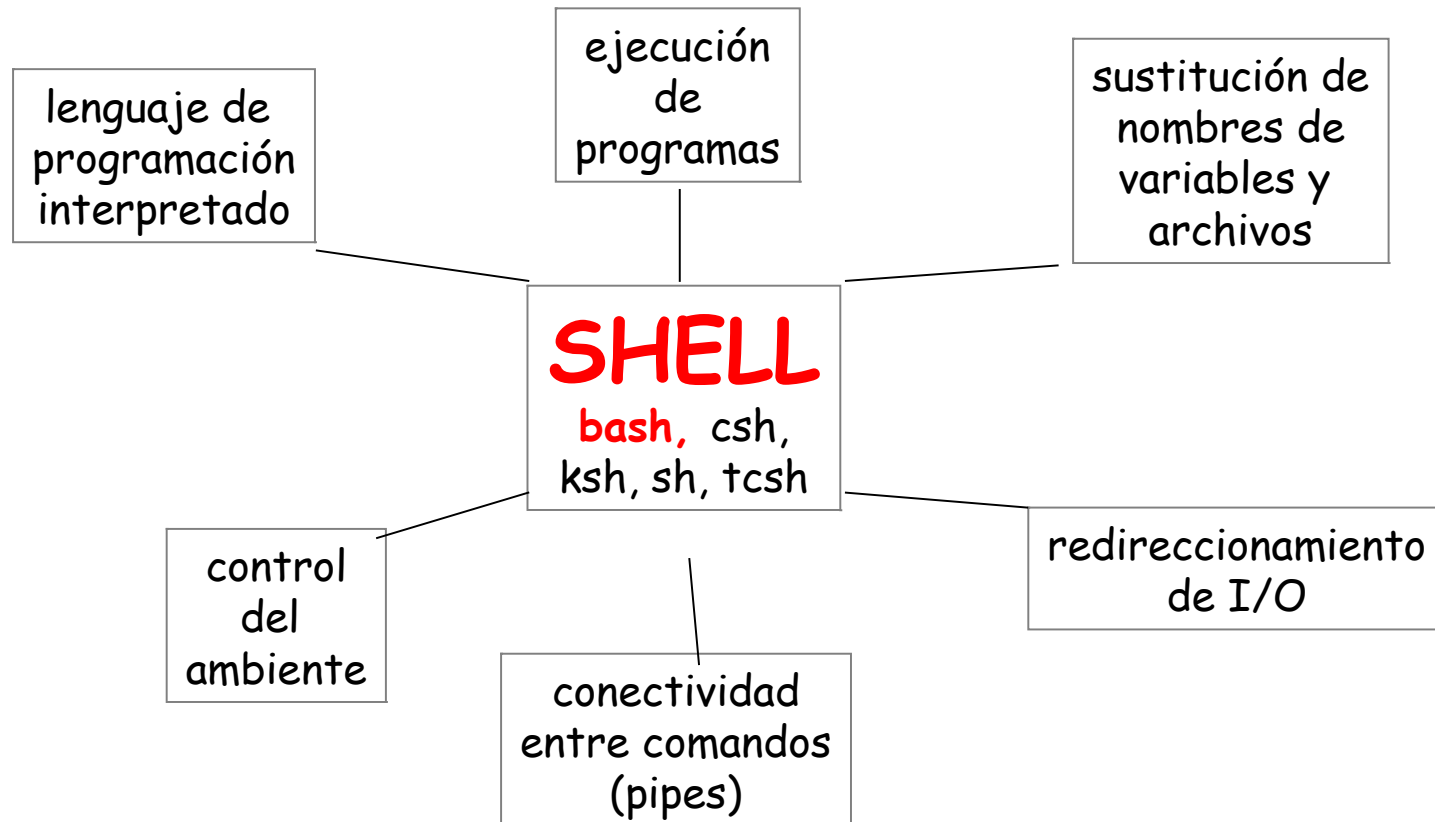 lenguaje de
programación
interpretado
ejecución
de
programas
sustitución de
nombres de
variables y
archivos
SHELL
bash, csh,
ksh, sh, tcsh
control
del
ambiente
conectividad
entre comandos
(pipes)
redireccionamiento
de I/O